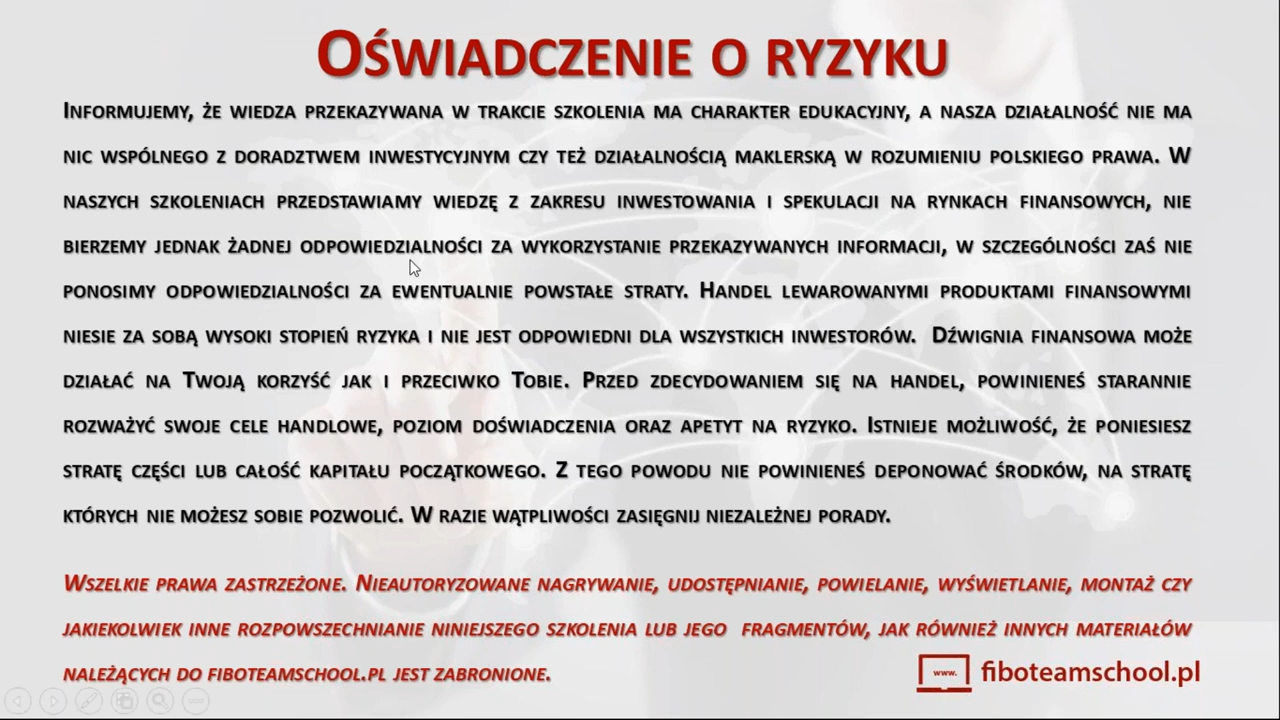 Oświadczenie o ryzyku
Informujemy, że wiedza przekazywana w trakcie szkolenia ma charakter edukacyjny, a nasza działalność nie ma
nic wspólnego z doradztwem inwestycyjnym czy też działalnością maklerską w rozumieniu polskiego prawa. W
naszych szkoleniach przedstawiamy wiedzę z zakresu inwestowania i spekulacji na rynkach finansowych, nie
bierzemy jednak żadnej odpowiedzialności za wykorzystanie przekazywanych informacji, w szczególności zaś nie
ponosimy odpowiedzialności za ewentualnie powstałe straty. Handel lewarowanymi produktami finansowymi
niesie za sobą wysoki stopień ryzyka i nie jest odpowiedni dla wszystkich inwestorów. Dźwignia finansowa może
działać na Twoją korzyść jak i przeciwko Tobie. Przed zdecydowaniem się na handel, powinieneś starannie
rozważyć swoje cele handlowe, poziom doświadczenia oraz apetyt na ryzyko. Istnieje możliwość, że poniesiesz
stratę części lub całość kapitału początkowego. Z tego powodu nie powinieneś deponować środków, na stratę
których nie możesz sobie pozwolić. W razie wątpliwości zasięgnij niezależnej porady.
Wszelkie prawa zastrzeżone. Nieautoryzowane nagrywanie, udostępnianie, powielanie, wyświetlanie, montaż czy
jakiekolwiek inne rozpowszechnianie niniejszego szkolenia lub jego fragmentów, jak również innych materiałów
należących do fiboteamschool.pl jest zabronione.
www. fiboteamschool.pl